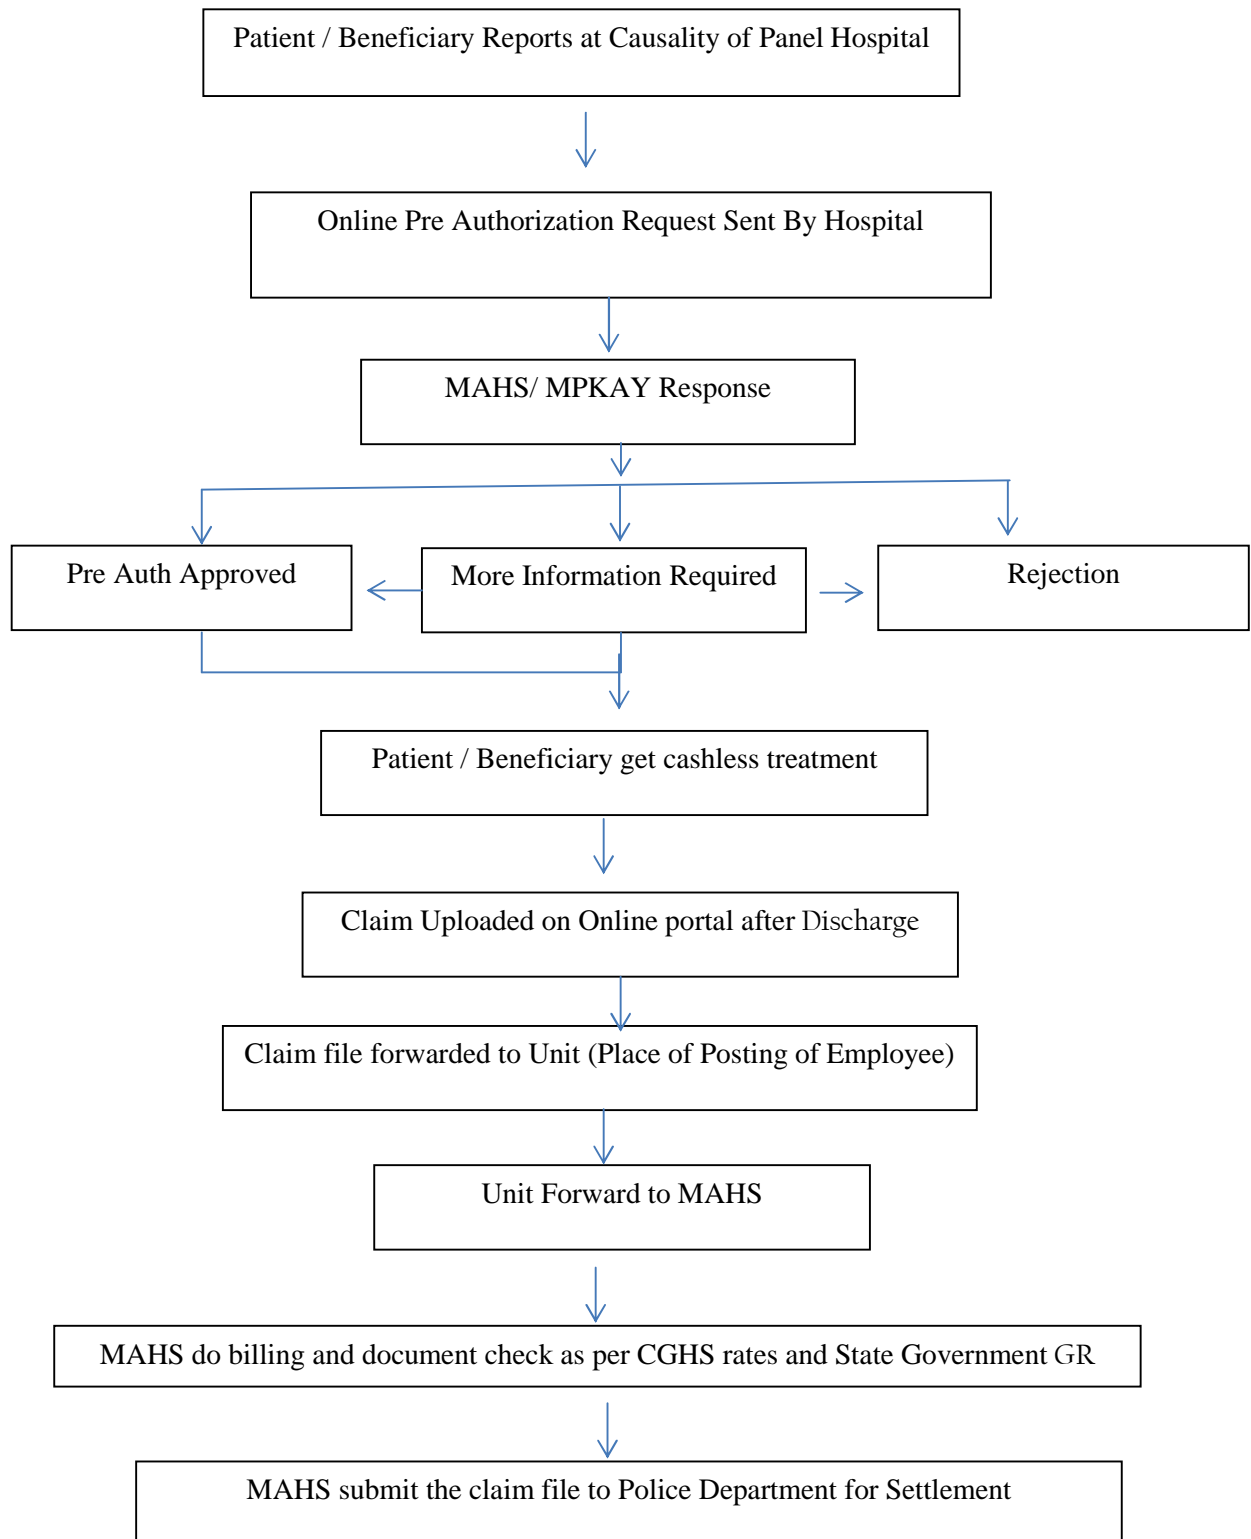 Patient / Beneficiary Reports at Causality of Panel Hospital
Online Pre Authorization Request Sent By Hospital
MAHS/ MPKAY Response
Pre Auth Approved
More Information Required
Rejection
Patient / Beneficiary get cashless treatment
Claim Uploaded on Online portal after Discharge
Claim file forwarded to Unit (Place of Posting of Employee)
Unit Forward to MAHS
MAHS do billing and document check as per CGHS rates and State Government GR
MAHS submit the claim file to Police Department for Settlement